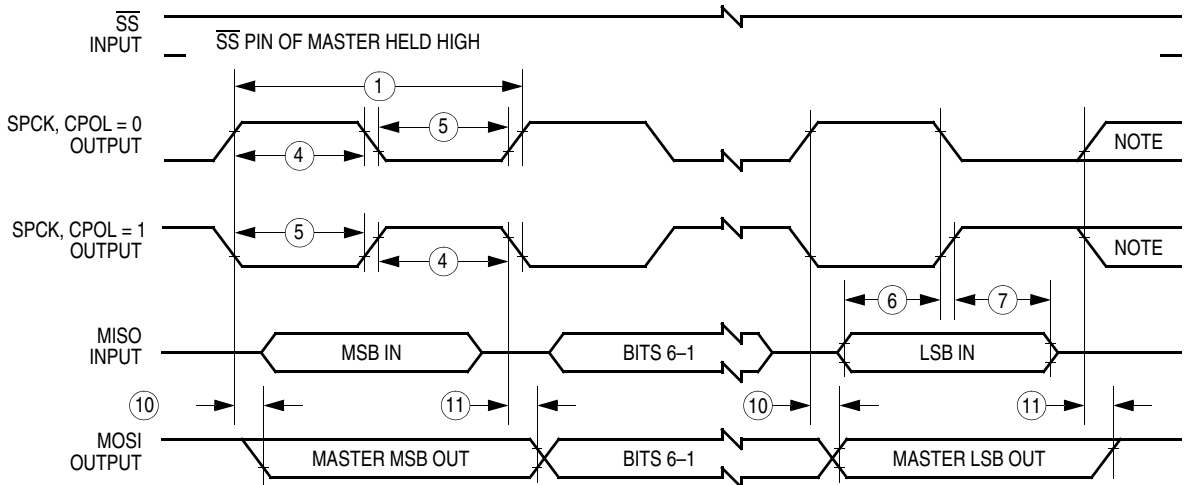 SS
INPUT
SS PIN OF MASTER HELD HIGH
1
SPCK, CPOL = 0
OUTPUT
5
4
NOTE
SPCK, CPOL = 1
OUTPUT
5
4
NOTE
6
7
MISO
INPUT
MSB IN
BITS 6–1
LSB IN
10
11
10
11
MOSI
OUTPUT
MASTER MSB OUT
BITS 6–1
MASTER LSB OUT